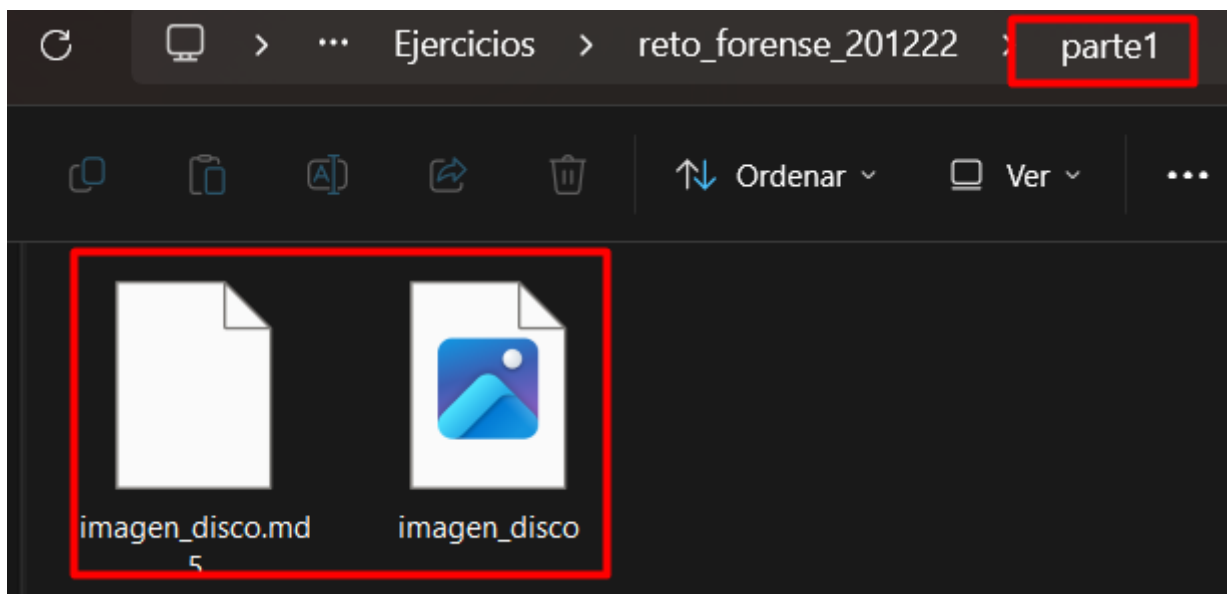 Ejercicios > reto_forense_201222 > parte1
Ordenar Ver
imagen_disco.md
5
imagen_disco